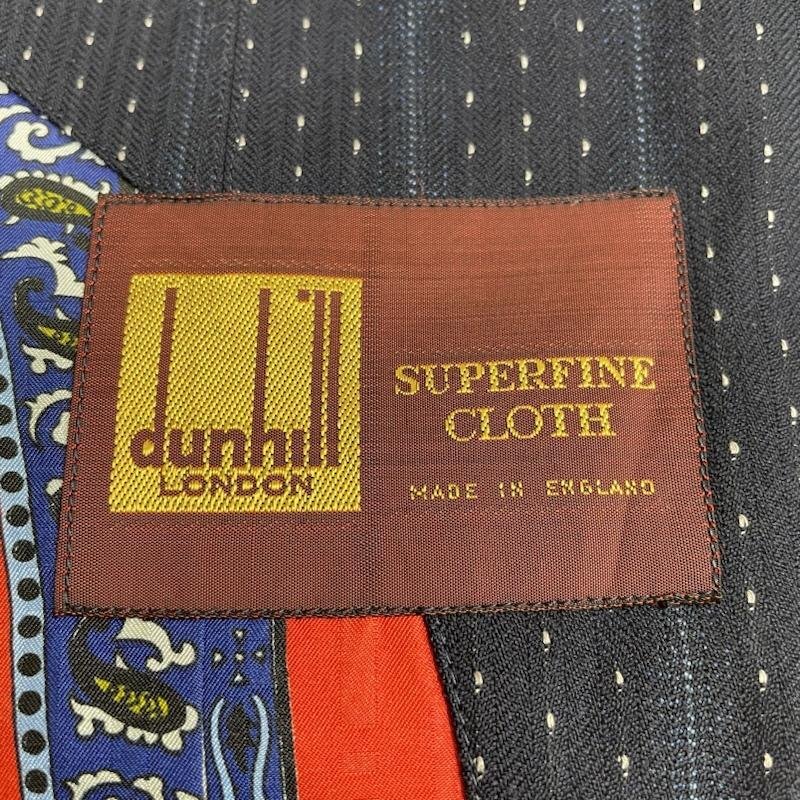 dunhill
LONDON
SUPERFINE
CLOTH
MADE IN ENGLAND